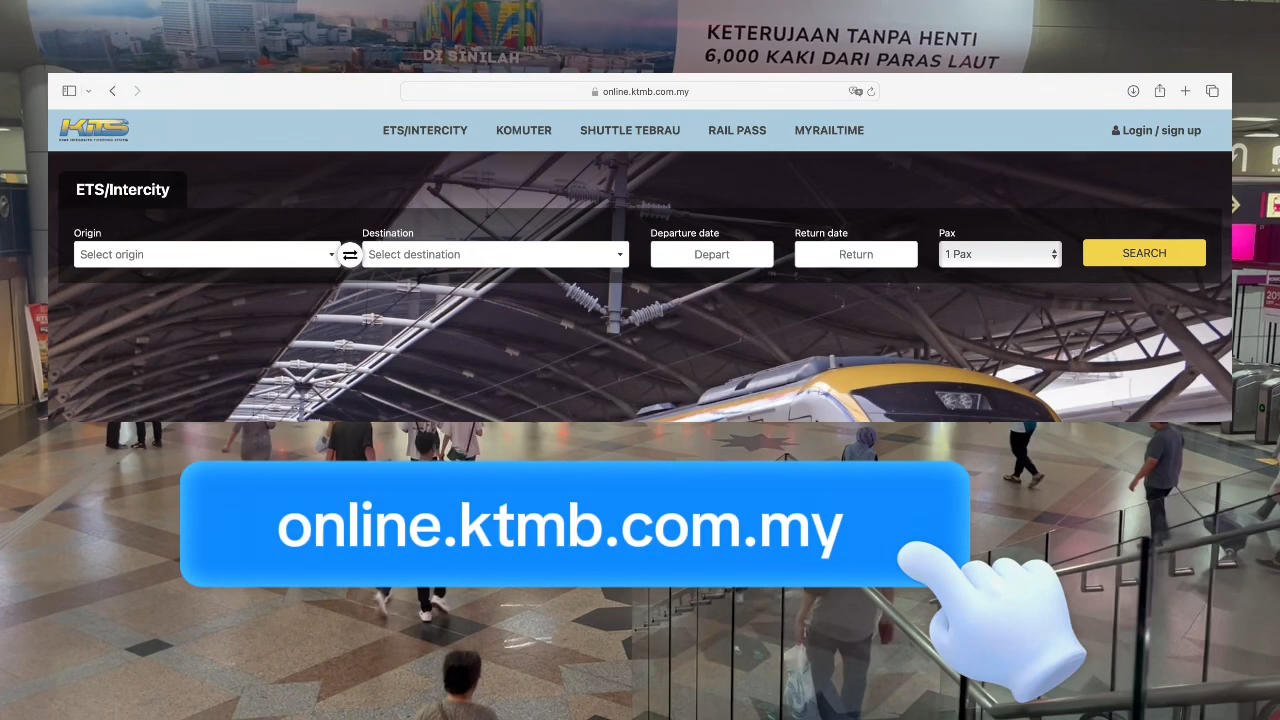 KETERUJAAN TANPA HENTI
6,000 KAKI DARI PARAS LAUT
DI SINILAH
online.ktmb.com.my
KITS
ETS/INTERCITY KOMUTER SHUTTLE TEBRAU RAIL PASS MYRAILTIME Login / sign up
ETS/Intercity
Origin Destination Departure date Return date Pax
Select origin Select destination Depart Return 1 Pax SEARCH
online.ktmb.com.my